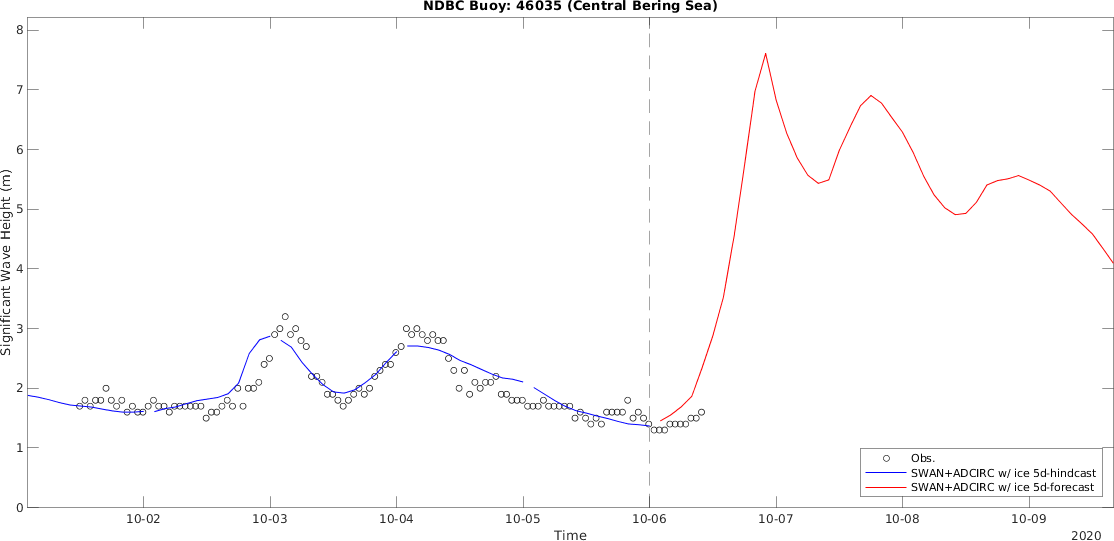 NDBC Buoy: 46035 (Central Bering Sea)
8
7
6
5
4
3
2
1
0
Significant Wave Height (m)
Obs.
SWAN+ADCIRC w/ ice 5d-hindcast
SWAN+ADCIRC w/ ice 5d-forecast
10-02 10-03 10-04 10-05 10-06 10-07 10-08 10-09
Time
2020